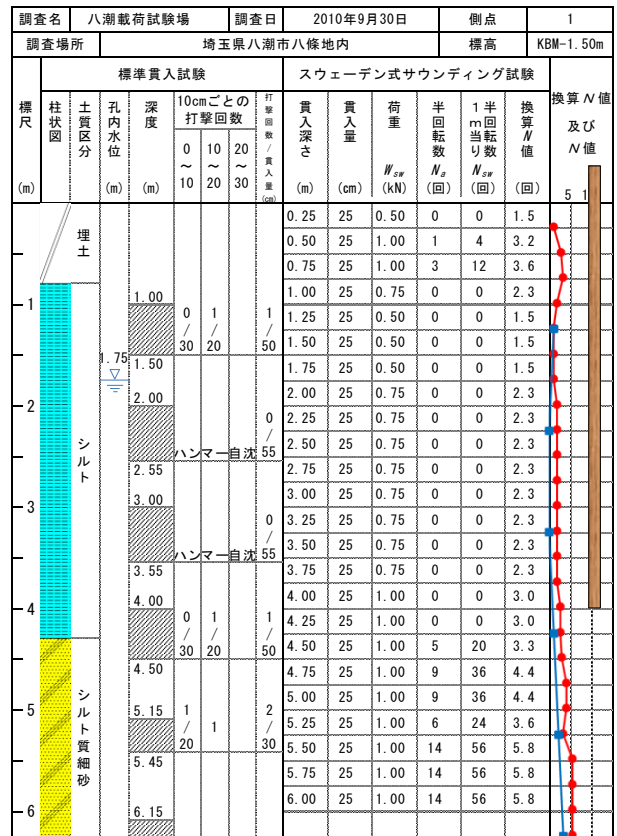 調査名 八潮載荷試験場 調査日 2010年9月30日 側点 1
調査場所 埼玉県八潮市八條地内 標高 KBM-1.50m
標準貫入試験 スウェーデン式サウンディング試験
標尺 (m)
柱状図
土質区分
孔内水位 (m)
深度 (m)
10cmごとの打撃回数
0~10 10~20 20~30
打撃回数/貫入量(cm)
貫入深さ (m)
貫入量 (cm)
荷重 Wsw (kN)
半回転数 Na (回)
1m当り半回転数 Nsw (回)
換算N値 (回)
換算N値及びN値
5 1
0.25 25 0.50 0 0 1.5
0.50 25 1.00 1 4 3.2
0.75 25 1.00 3 12 3.6
1.00 25 0.75 0 0 2.3
1.25 25 0.50 0 0 1.5
1.50 25 0.50 0 0 1.5
1.75 25 0.50 0 0 1.5
2.00 25 0.75 0 0 2.3
2.25 25 0.75 0 0 2.3
2.50 25 0.75 0 0 2.3
2.75 25 0.75 0 0 2.3
3.00 25 0.75 0 0 2.3
3.25 25 0.75 0 0 2.3
3.50 25 0.75 0 0 2.3
3.75 25 0.75 0 0 2.3
4.00 25 1.00 0 0 3.0
4.25 25 1.00 0 0 3.0
4.50 25 1.00 5 20 3.3
4.75 25 1.00 9 36 4.4
5.00 25 1.00 9 36 4.4
5.25 25 1.00 6 24 3.6
5.50 25 1.00 14 56 5.8
5.75 25 1.00 14 56 5.8
6.00 25 1.00 14 56 5.8
1
2
3
4
5
6
埋土
シルト
シルト質細砂
1.75
1.00
1.50
0/30 1/20 1/50
2.00
2.55
ハンマー自沈 0/55
3.00
3.55
ハンマー自沈 0/55
4.00
4.50
0/30 1/20 1/50
5.15
5.45
1/20 1 2/30
6.15